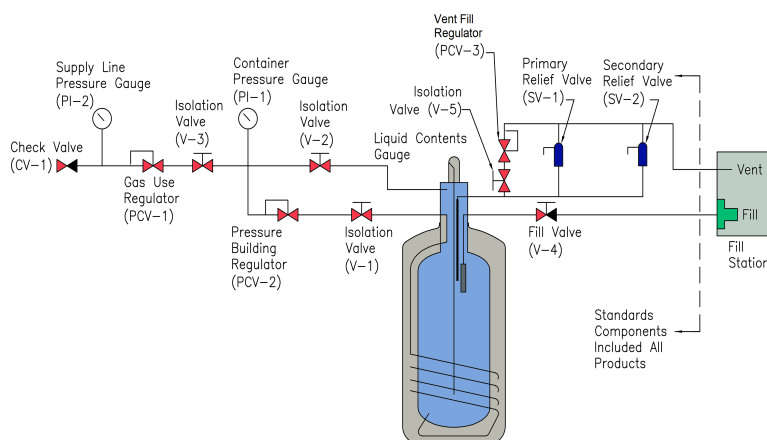 Vent Fill
Regulator
(PCV-3)
Supply Line
Pressure Gauge
(PI-2)
Container
Pressure Gauge
(PI-1)
Primary
Relief Valve
(SV-1)
Secondary
Relief Valve
(SV-2)
Isolation
Valve (V-5)
Isolation
Valve
(V-3)
Isolation
Valve
(V-2)
Liquid Contents
Gauge
Check Valve
(CV-1)
Gas Use
Regulator
(PCV-1)
Vent
Fill
Pressure
Building
Regulator
(PCV-2)
Isolation
Valve
(V-1)
Fill Valve
(V-4)
Fill
Station
Standards
Components
Included All
Products